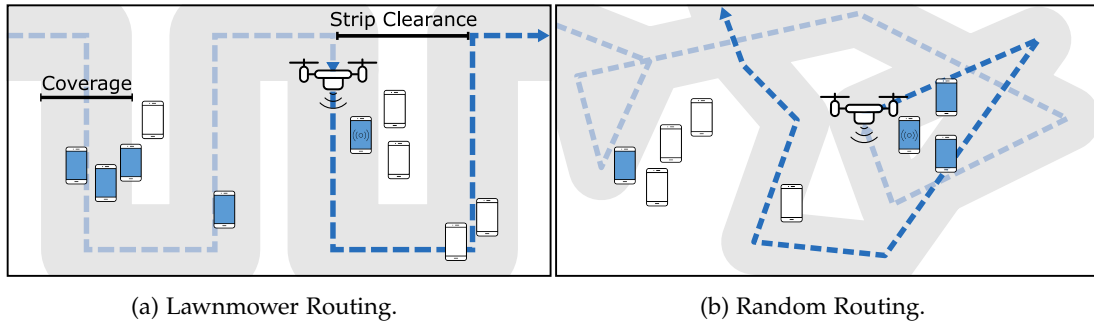 Strip Clearance
Coverage
(a) Lawnmower Routing.
(b) Random Routing.